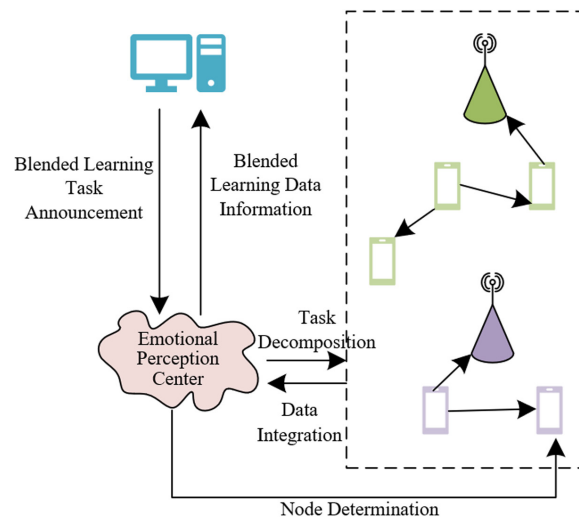 Blended Learning
Task
Announcement
Blended
Learning Data
Information
Emotional
Perception
Center
Task
Decomposition
Data
Integration
Node Determination